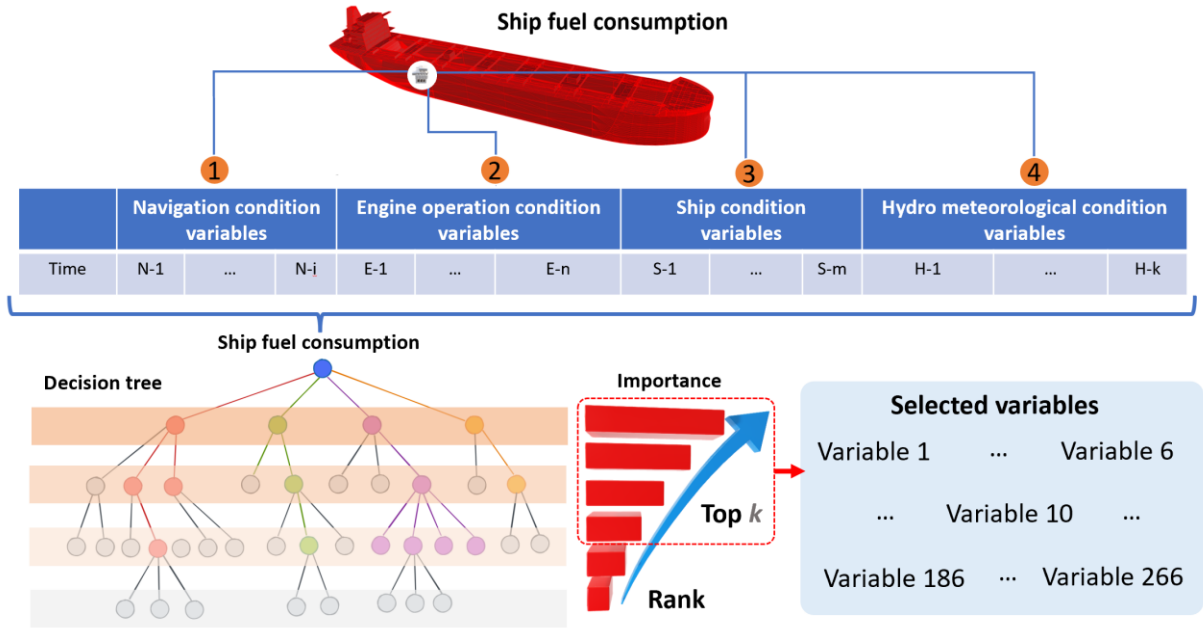 Ship fuel consumption
1 2 3 4
Navigation condition variables
Engine operation condition variables
Ship condition variables
Hydro meteorological condition variables
Time N-1 ... N-i E-1 ... E-n S-1 ... S-m H-1 ... H-k
Ship fuel consumption
Decision tree
Importance
Top k
Rank
Selected variables
Variable 1 ... Variable 6
... Variable 10 ...
Variable 186 ... Variable 266